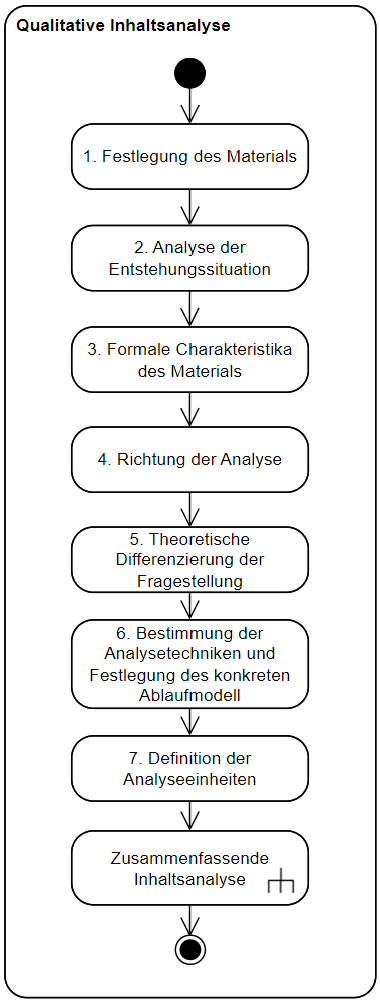 Qualitative Inhaltsanalyse
1. Festlegung des Materials
2. Analyse der
Entstehungssituation
3. Formale Charakteristika
des Materials
4. Richtung der Analyse
5. Theoretische
Differenzierung der
Fragestellung
6. Bestimmung der
Analysetechniken und
Festlegung des konkreten
Ablaufmodell
7. Definition der
Analyseeinheiten
Zusammenfassende
Inhaltsanalyse